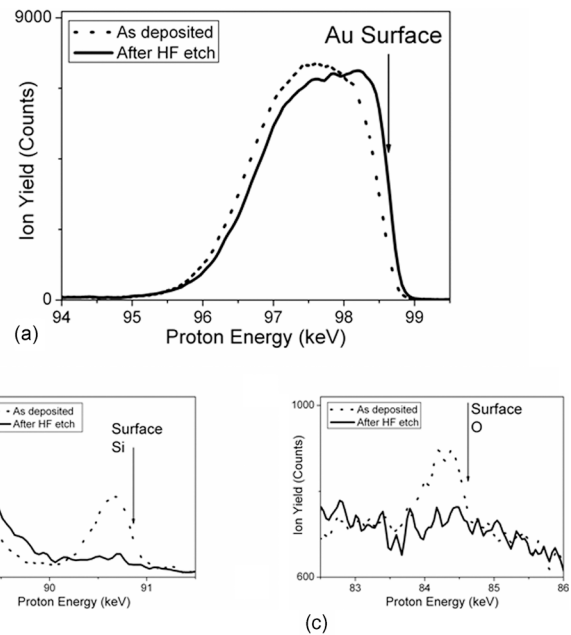 9000
As deposited
After HF etch
Au Surface
Ion Yield (Counts)
0
94 95 96 97 98 99
Proton Energy (keV)
(a)
As deposited
After HF etch
Surface
Si
90 91
Proton Energy (keV)
1000
As deposited
After HF etch
Surface
O
Ion Yield (Counts)
600
83 84 85 86
Proton Energy (keV)
(c)